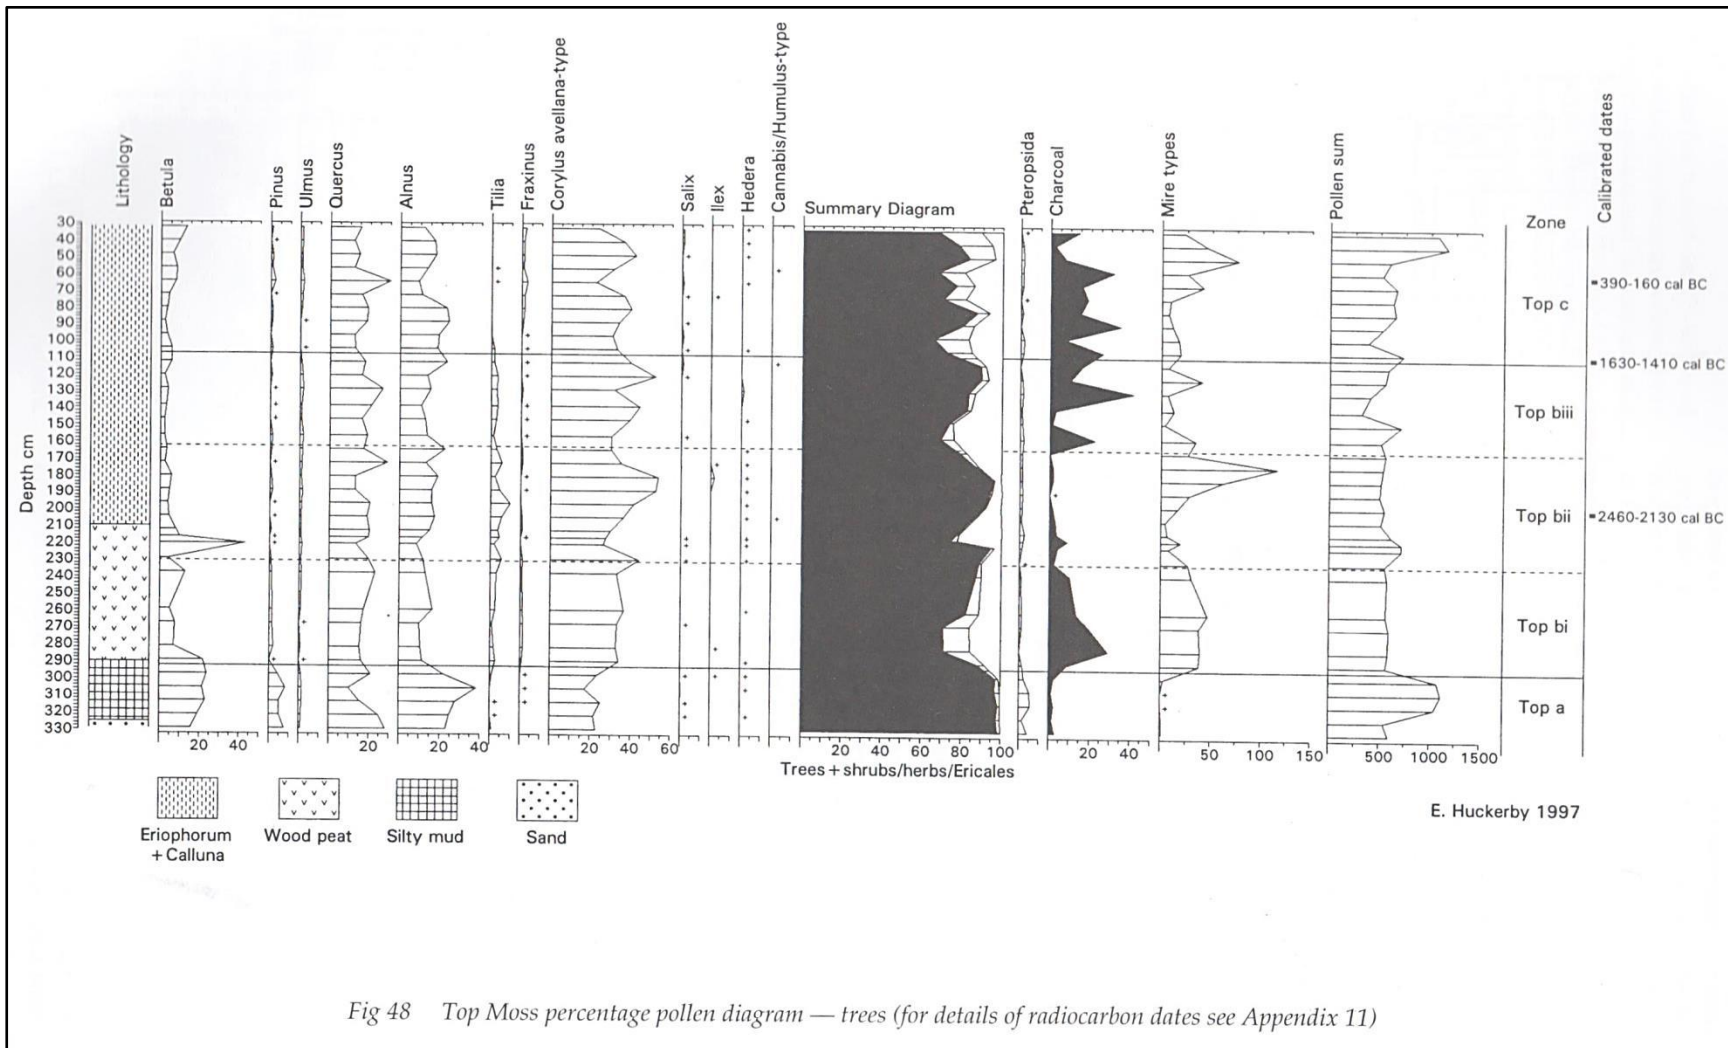 Lithology
Betula
Pinus
Ulmus
Quercus
Alnus
Tilia
Fraxinus
Corylus avellana-type
Salix
Ilex
Hedera
Cannabis/Humulus-type
Summary Diagram
Pteropsida
Charcoal
Mire types
Pollen sum
Zone
Calibrated dates
Depth cm
30
40
50
60
70
80
90
100
110
120
130
140
150
160
170
180
190
200
210
220
230
240
250
260
270
280
290
300
310
320
330
Top c
Top biii
Top bii
Top bi
Top a
390-160 cal BC
1630-1410 cal BC
2460-2130 cal BC
20 40
20
20 40
20 40 60
20 40 60 80 100
20 40
50 100 150
500 1000 1500
Trees + shrubs/herbs/Ericales
Eriophorum
+ Calluna
Wood peat
Silty mud
Sand
E. Huckerby 1997
Fig 48 Top Moss percentage pollen diagram — trees (for details of radiocarbon dates see Appendix 11)